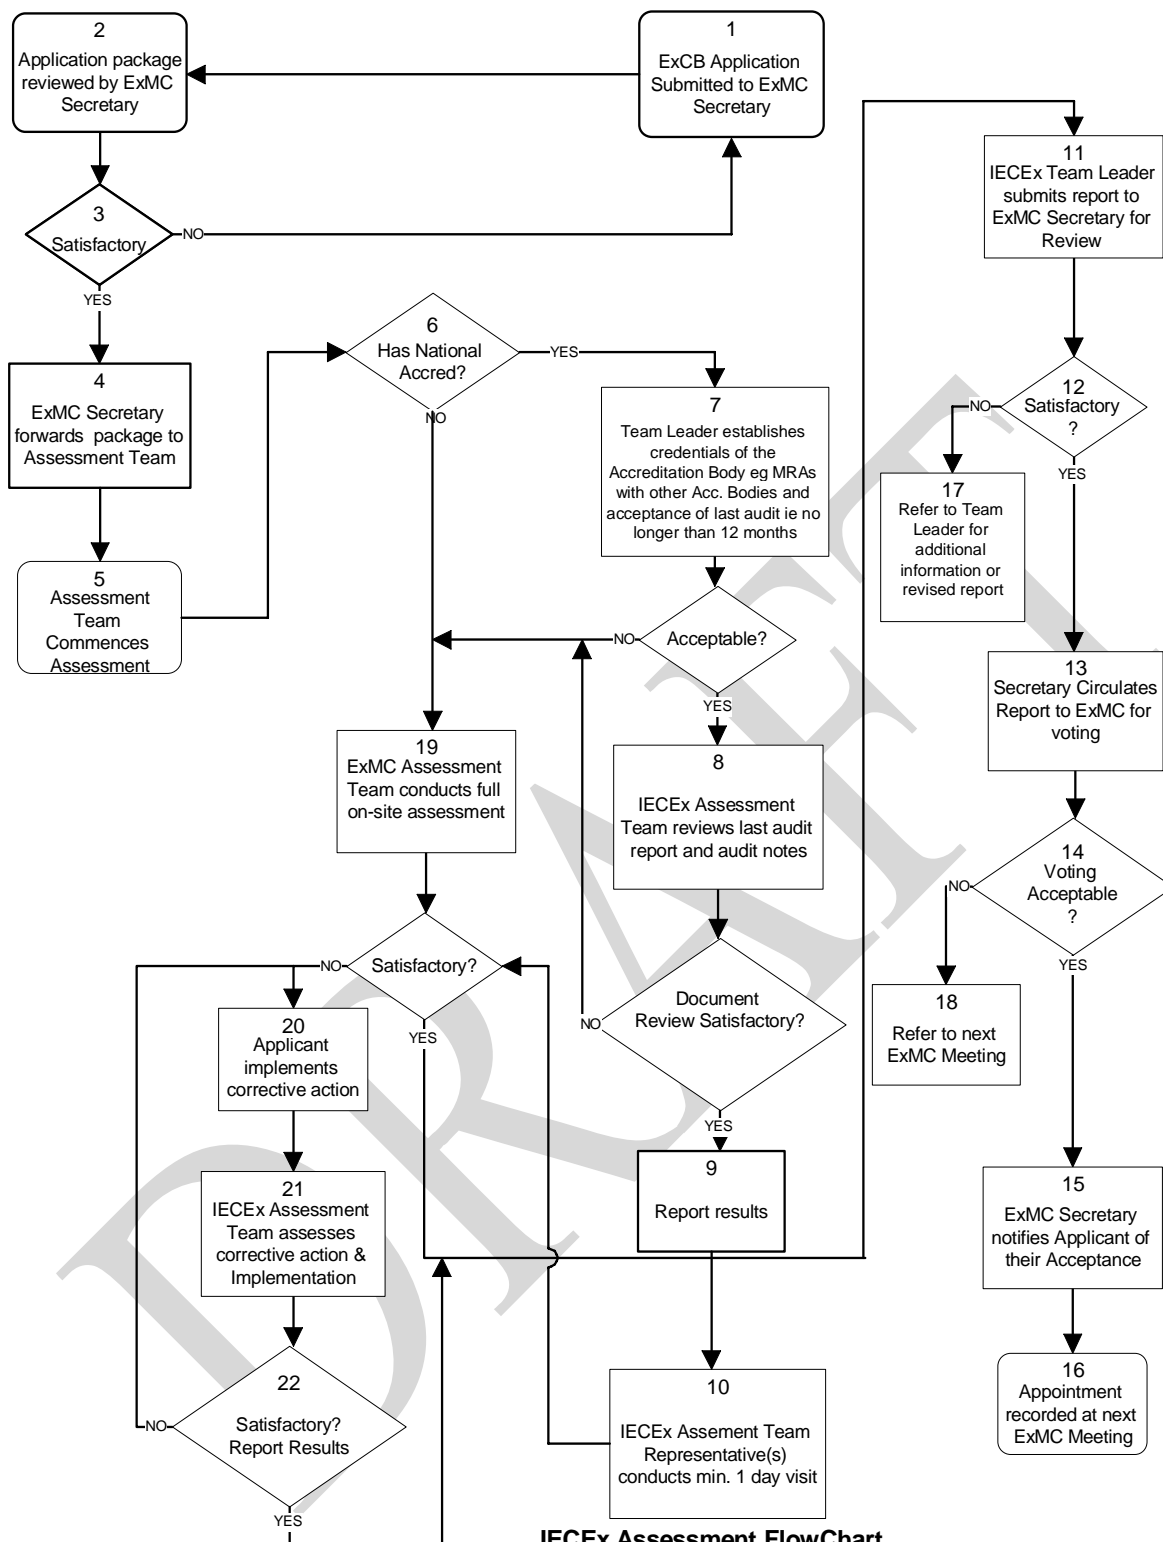 1
ExCB Application
Submitted to ExMC
Secretary
2
Application package
reviewed by ExMC
Secretary
3
Satisfactory
NO
YES
4
ExMC Secretary
forwards package to
Assessment Team
5
Assessment
Team
Commences
Assessment
6
Has National
Accred?
YES
NO
7
Team Leader establishes
credentials of the
Accreditation Body eg MRAs
with other Acc. Bodies and
acceptance of last audit ie no
longer than 12 months
Acceptable?
NO
YES
8
IECEx Assessment
Team reviews last audit
report and audit notes
Document
Review Satisfactory?
NO
YES
9
Report results
10
IECEx Assement Team
Representative(s)
conducts min. 1 day visit
11
IECEx Team Leader
submits report to
ExMC Secretary for
Review
12
Satisfactory
?
NO
YES
17
Refer to Team
Leader for
additional
information or
revised report
13
Secretary Circulates
Report to ExMC for
voting
14
Voting
Acceptable
?
NO
YES
18
Refer to next
ExMC Meeting
15
ExMC Secretary
notifies Applicant of
their Acceptance
16
Appointment
recorded at next
ExMC Meeting
19
ExMC Assessment
Team conducts full
on-site assessment
Satisfactory?
NO
YES
20
Applicant
implements
corrective action
21
IECEx Assessment
Team assesses
corrective action &
Implementation
22
Satisfactory?
Report Results
NO
YES
IECEx Assessment FlowChart
DRAFT